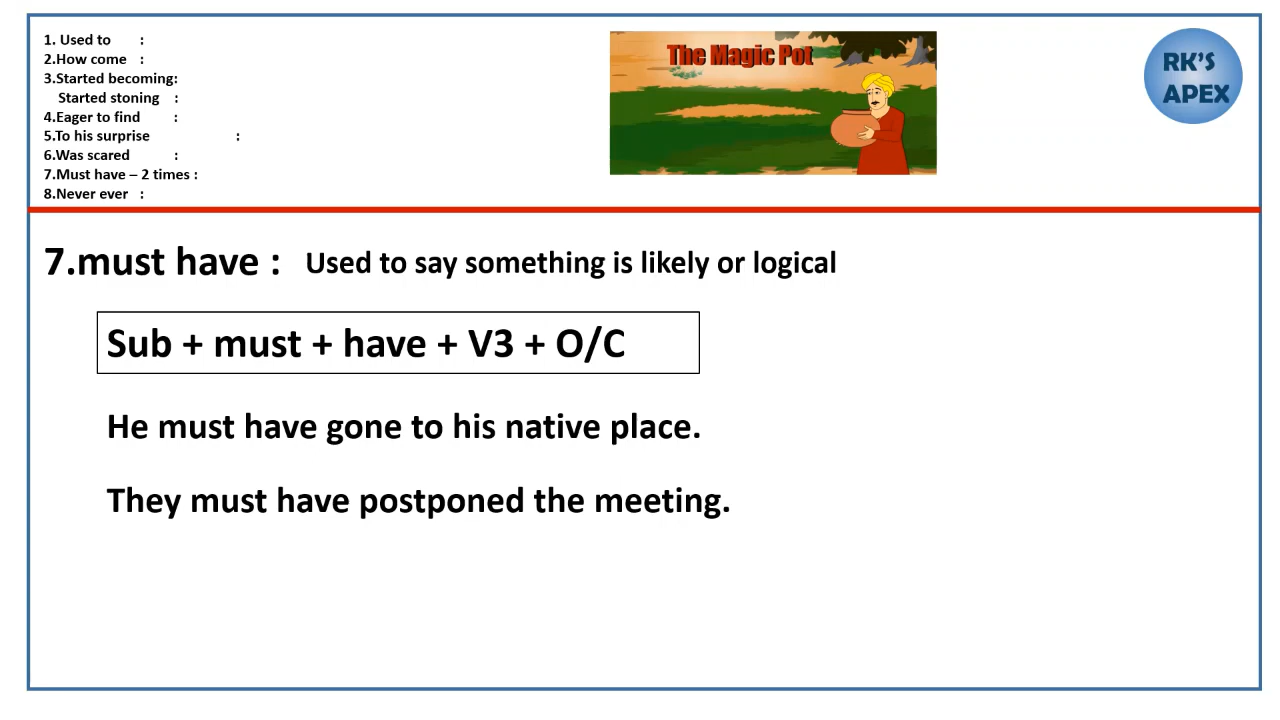 1. Used to :
2.How come :
3.Started becoming:
Started stoning :
4.Eager to find :
5.To his surprise :
6.Was scared :
7.Must have – 2 times :
8.Never ever :
The Magic Pot
RK'S
APEX
7.must have : Used to say something is likely or logical
Sub + must + have + V3 + O/C
He must have gone to his native place.
They must have postponed the meeting.